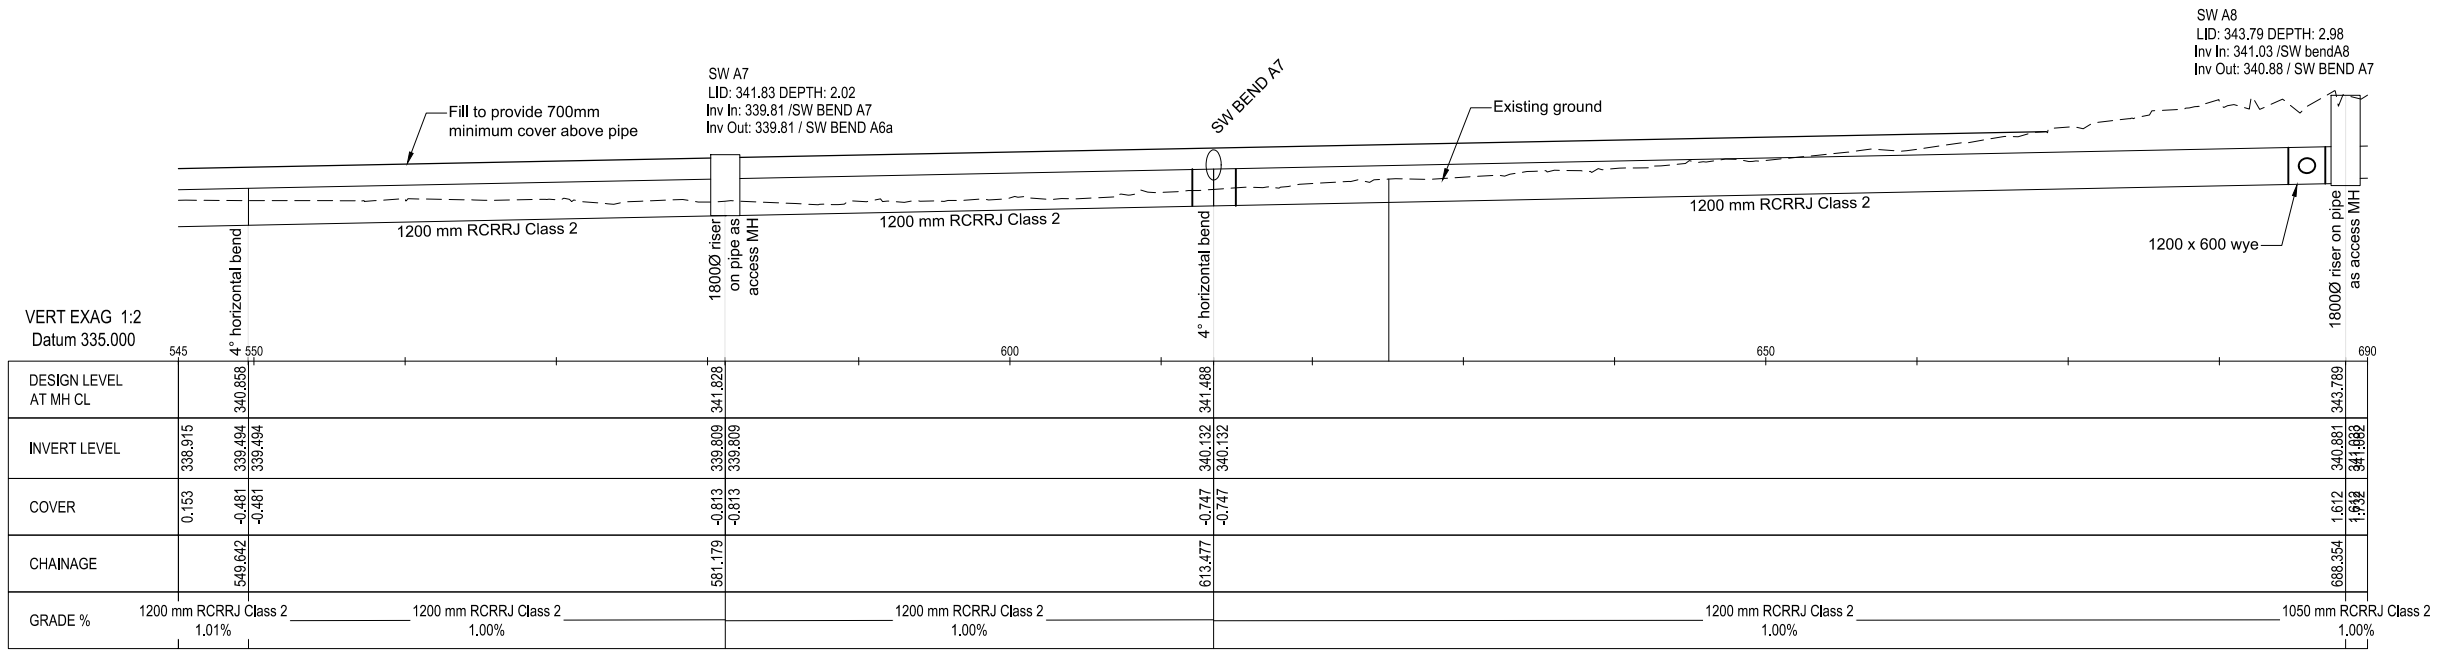 SW A8
LID: 343.79 DEPTH: 2.98
Inv In: 341.03 /SW bendA8
Inv Out: 340.88 / SW BEND A7
SW A7
LID: 341.83 DEPTH: 2.02
Inv In: 339.81 /SW BEND A7
Inv Out: 339.81 / SW BEND A6a
SW BEND A7
Fill to provide 700mm
minimum cover above pipe
Existing ground
1200 mm RCRRJ Class 2
1200 mm RCRRJ Class 2
1200 mm RCRRJ Class 2
1200 x 600 wye
4° horizontal bend
1800Ø riser
on pipe as
access MH
4° horizontal bend
1800Ø riser on pipe
as access MH
VERT EXAG 1:2
Datum 335.000
545 550 600 650 690
DESIGN LEVEL
AT MH CL
340.858 341.828 341.488 343.789
INVERT LEVEL
338.915 339.494 339.494 339.809 339.809 340.132 340.132 340.881 341.033 341.082
COVER
0.153 -0.481 -0.481 -0.813 -0.813 -0.747 -0.747 1.612 1.732
CHAINAGE
549.642 581.179 613.477 688.354
GRADE %
1200 mm RCRRJ Class 2
1.01%
1200 mm RCRRJ Class 2
1.00%
1200 mm RCRRJ Class 2
1.00%
1200 mm RCRRJ Class 2
1.00%
1050 mm RCRRJ Class 2
1.00%